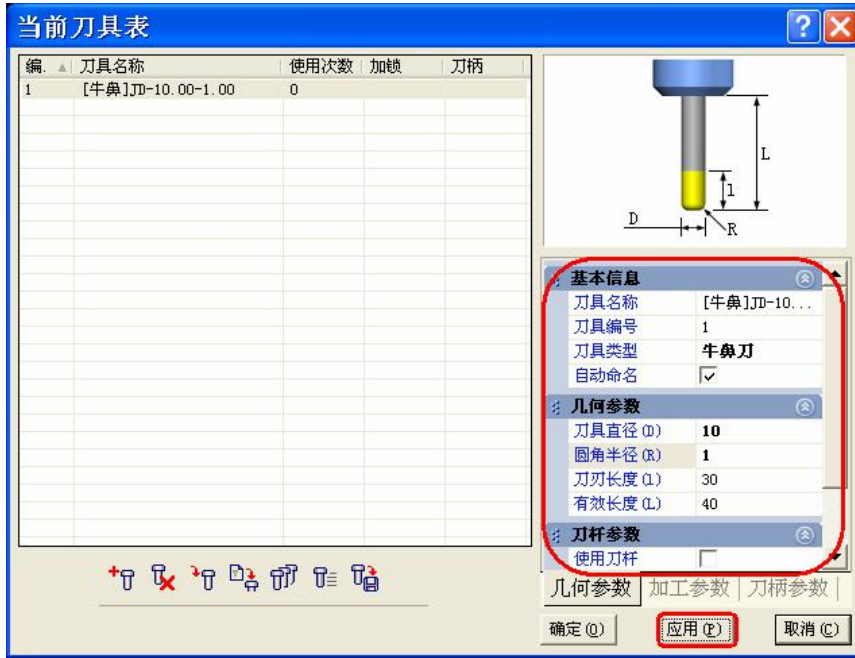 当前刀具表
编. 刀具名称 使用次数 加锁 刀柄
1 [牛鼻]JD-10.00-1.00 0
L
l
D
R
基本信息
刀具名称 [牛鼻]JD-10...
刀具编号 1
刀具类型 牛鼻刀
自动命名
几何参数
刀具直径(D) 10
圆角半径(R) 1
刀刃长度(l) 30
有效长度(L) 40
刀杆参数
使用刀杆
几何参数 加工参数 刀柄参数
确定(O) 应用(P) 取消(C)